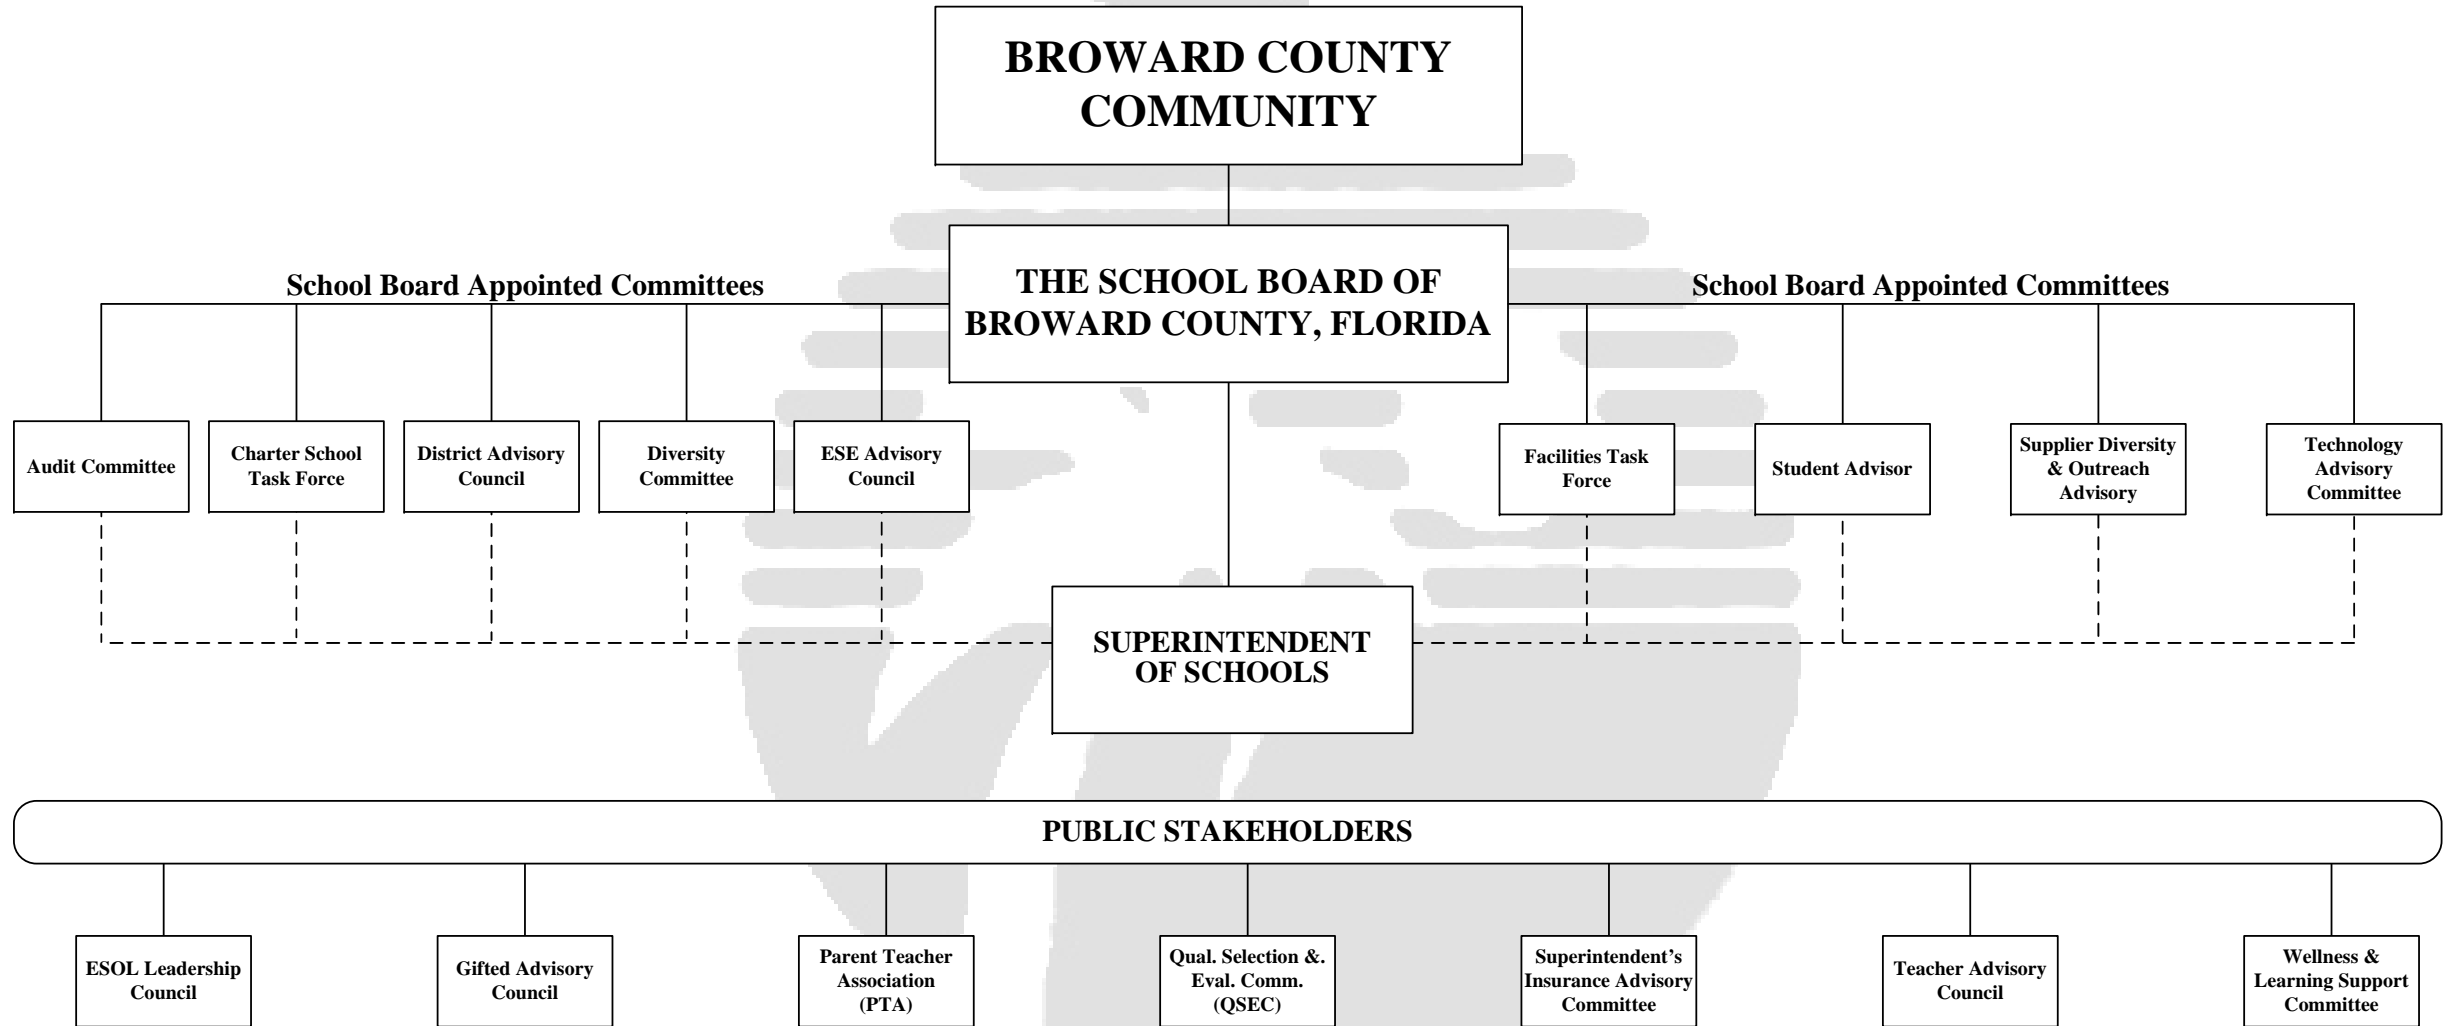 BROWARD COUNTY
COMMUNITY
THE SCHOOL BOARD OF
BROWARD COUNTY, FLORIDA
School Board Appointed Committees
School Board Appointed Committees
Audit Committee
Charter School
Task Force
District Advisory
Council
Diversity
Committee
ESE Advisory
Council
Facilities Task
Force
Student Advisor
Supplier Diversity
& Outreach
Advisory
Technology
Advisory
Committee
SUPERINTENDENT
OF SCHOOLS
PUBLIC STAKEHOLDERS
ESOL Leadership
Council
Gifted Advisory
Council
Parent Teacher
Association
(PTA)
Qual. Selection &.
Eval. Comm.
(QSEC)
Superintendent’s
Insurance Advisory
Committee
Teacher Advisory
Council
Wellness &
Learning Support
Committee